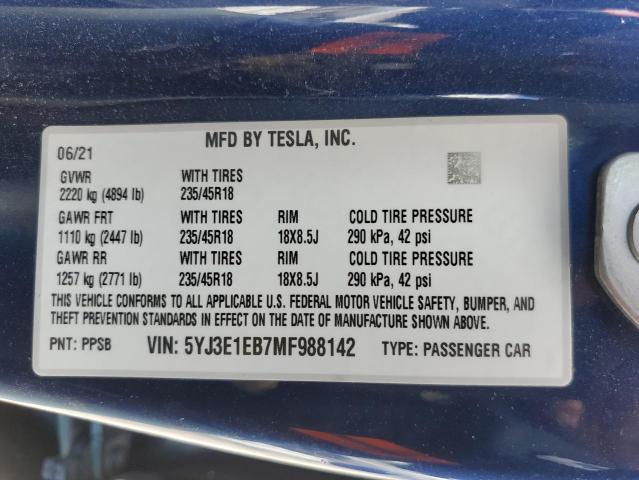 MFD BY TESLA, INC.
06/21
GVWR WITH TIRES
2220 kg (4894 lb) 235/45R18
GAWR FRT WITH TIRES RIM COLD TIRE PRESSURE
1110 kg (2447 lb) 235/45R18 18X8.5J 290 kPa, 42 psi
GAWR RR WITH TIRES RIM COLD TIRE PRESSURE
1257 kg (2771 lb) 235/45R18 18X8.5J 290 kPa, 42 psi
THIS VEHICLE CONFORMS TO ALL APPLICABLE U.S. FEDERAL MOTOR VEHICLE SAFETY, BUMPER, AND
THEFT PREVENTION STANDARDS IN EFFECT ON THE DATE OF MANUFACTURE SHOWN ABOVE.
PNT: PPSB VIN: 5YJ3E1EB7MF988142 TYPE: PASSENGER CAR